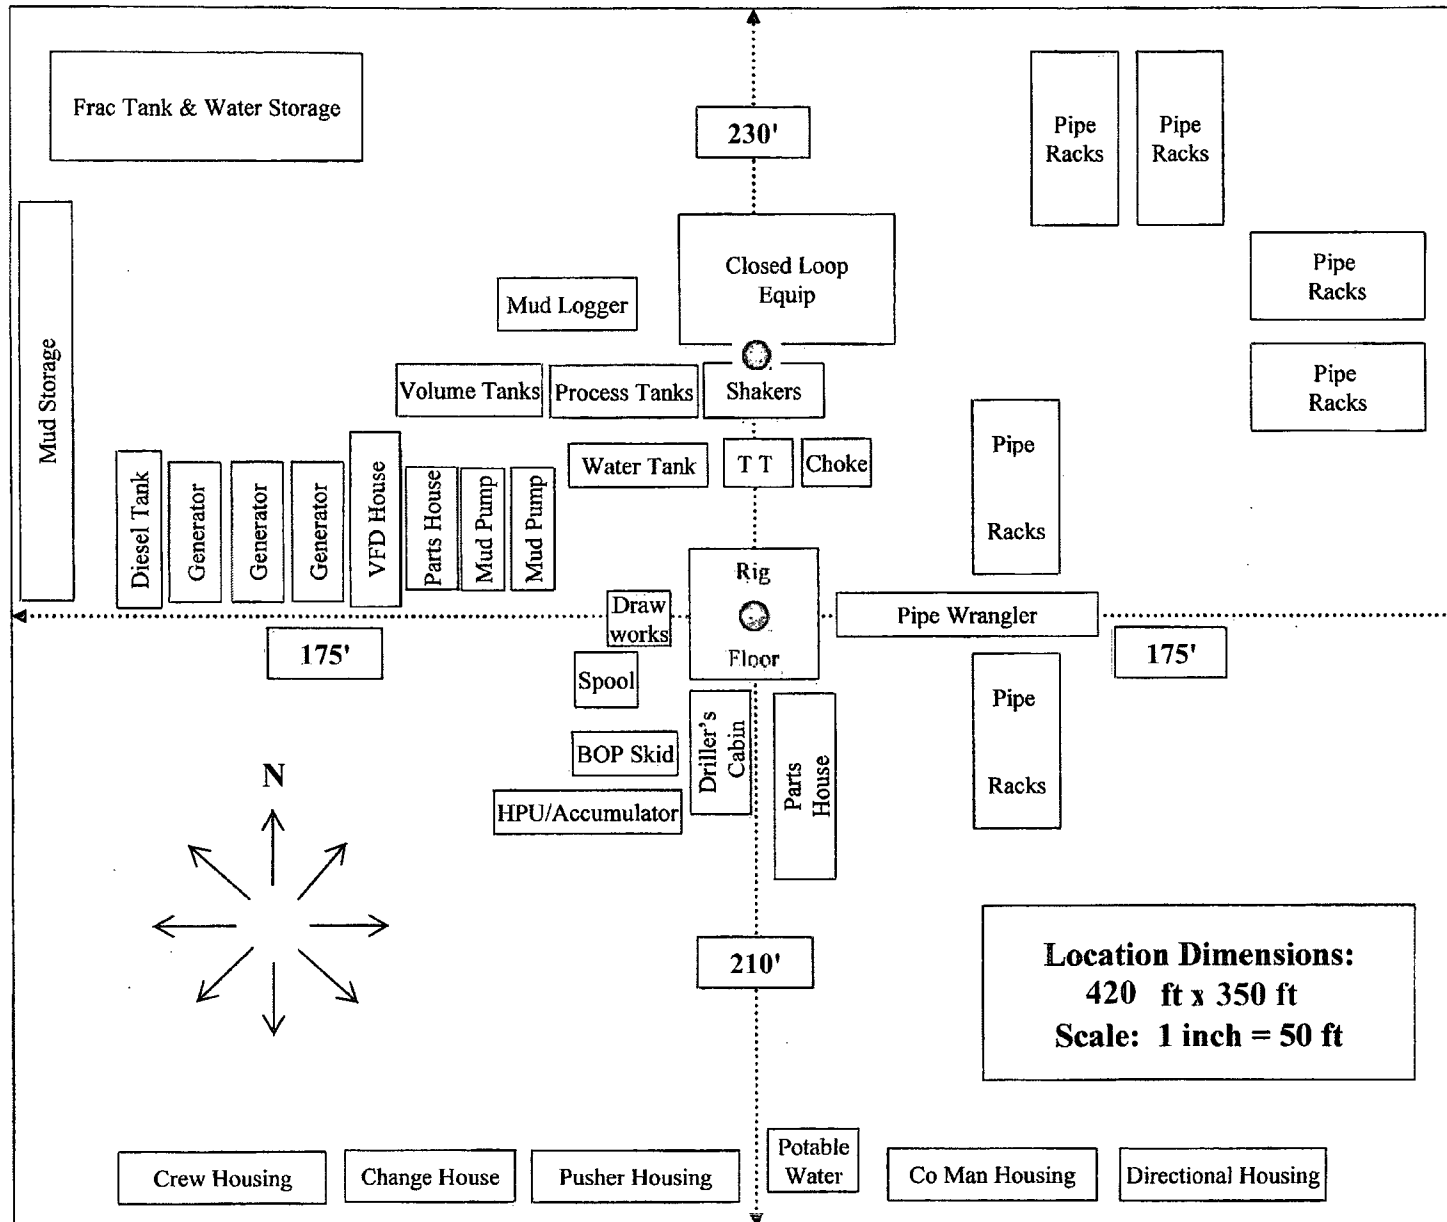 Frac Tank & Water Storage
230'
Pipe
Racks
Pipe
Racks
Closed Loop
Equip
Pipe
Racks
Mud Logger
Mud Storage
Volume Tanks
Process Tanks
Shakers
Pipe
Racks
Diesel Tank
Generator
Generator
Generator
VFD House
Parts House
Mud Pump
Mud Pump
Water Tank
T T
Choke
Pipe
Racks
Rig
Floor
Draw
works
Pipe Wrangler
175'
175'
Spool
BOP Skid
HPU/Accumulator
Driller's
Cabin
Parts
House
Pipe
Racks
N
210'
Location Dimensions:
420 ft x 350 ft
Scale: 1 inch = 50 ft
Crew Housing
Change House
Pusher Housing
Potable
Water
Co Man Housing
Directional Housing